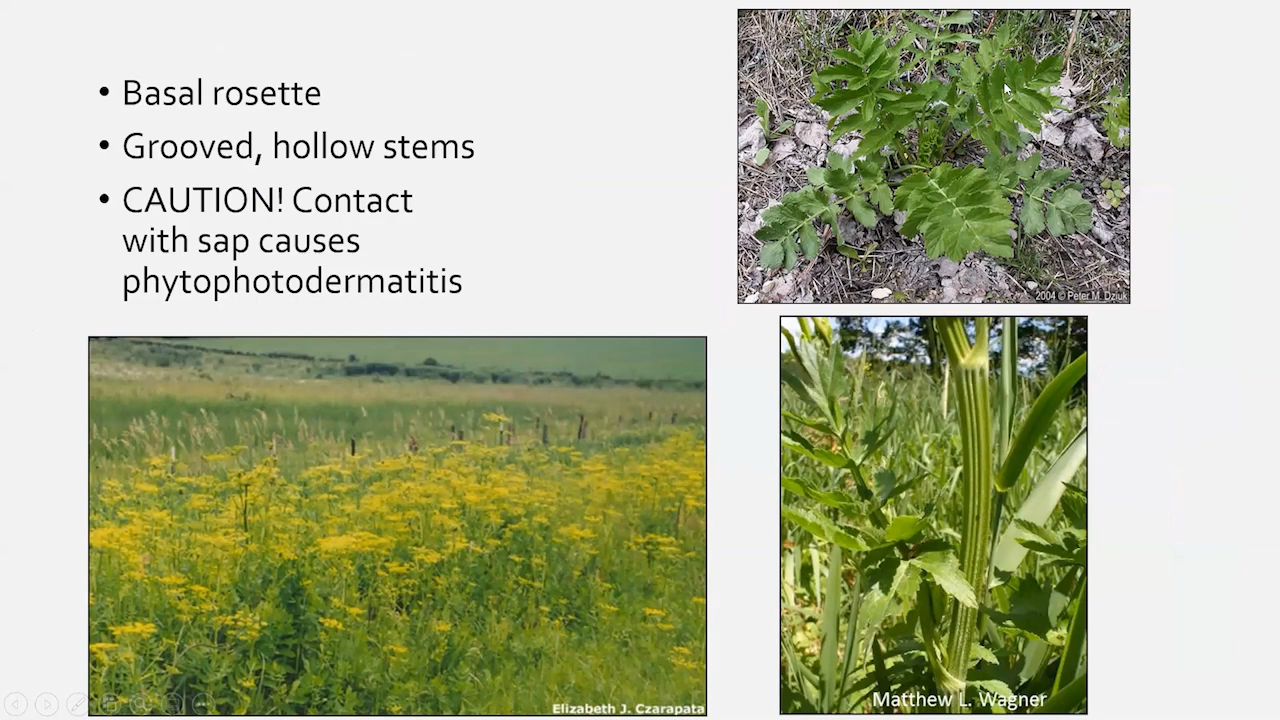 • Basal rosette
• Grooved, hollow stems
• CAUTION! Contact
with sap causes
phytophotodermatitis
2004 © Peter M. Dziuk
Elizabeth J. Czarapata
Matthew L. Wagner